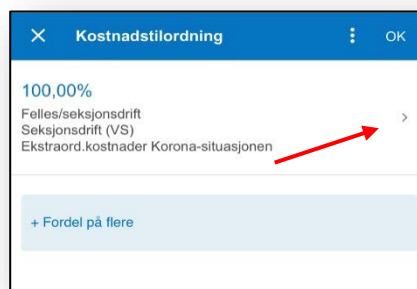 Kostnadstilordning
OK
100,00%
Felles/seksjonsdrift
Seksjonsdrift (VS)
Ekstraord.kostnader Korona-situasjonen
+ Fordel på flere